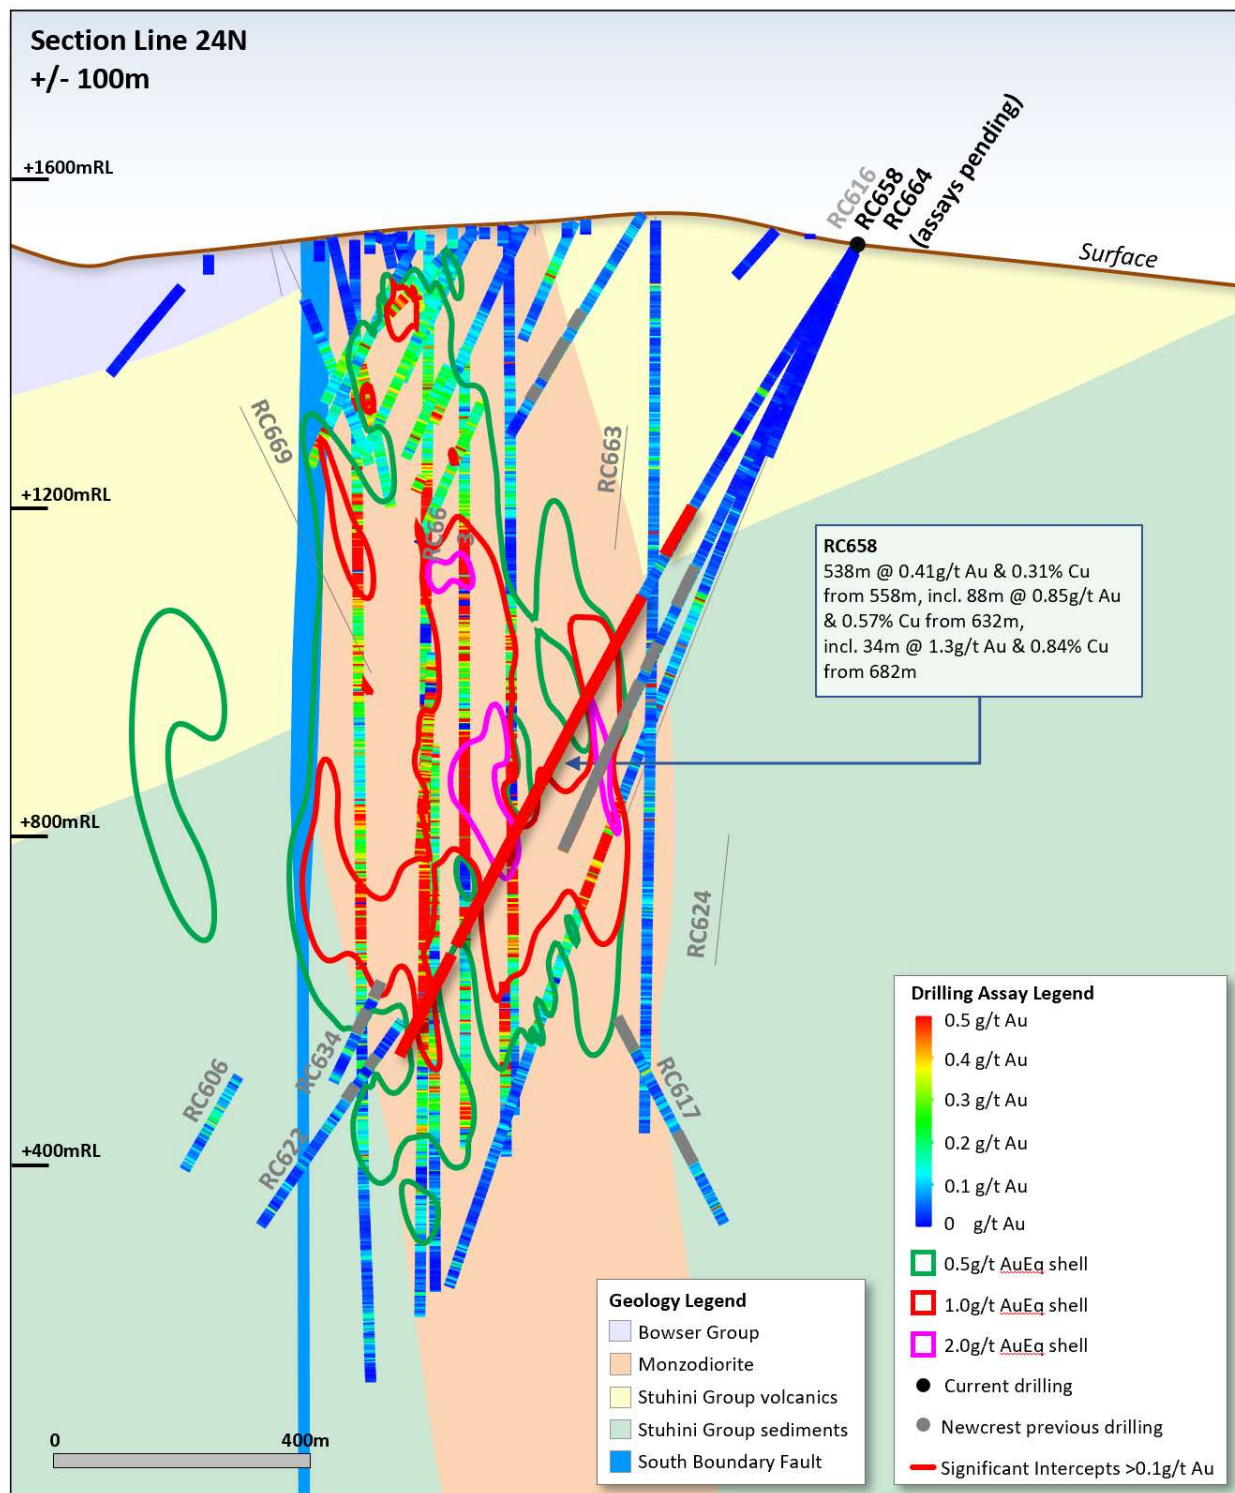 Section Line 24N
+/- 100m
+1600mRL
RC616
RC658
RC664
(assays pending)
Surface
RC669
RC663
+1200mRL
RC66
3
RC658
538m @ 0.41g/t Au & 0.31% Cu
from 558m, incl. 88m @ 0.85g/t Au
& 0.57% Cu from 632m,
incl. 34m @ 1.3g/t Au & 0.84% Cu
from 682m
+800mRL
RC624
RC634
RC606
RC617
RC622
+400mRL
Drilling Assay Legend
0.5 g/t Au
0.4 g/t Au
0.3 g/t Au
0.2 g/t Au
0.1 g/t Au
0 g/t Au
0.5g/t AuEq shell
1.0g/t AuEq shell
2.0g/t AuEq shell
Current drilling
Newcrest previous drilling
Significant Intercepts >0.1g/t Au
Geology Legend
Bowser Group
Monzodiorite
Stuhini Group volcanics
Stuhini Group sediments
South Boundary Fault
0 400m